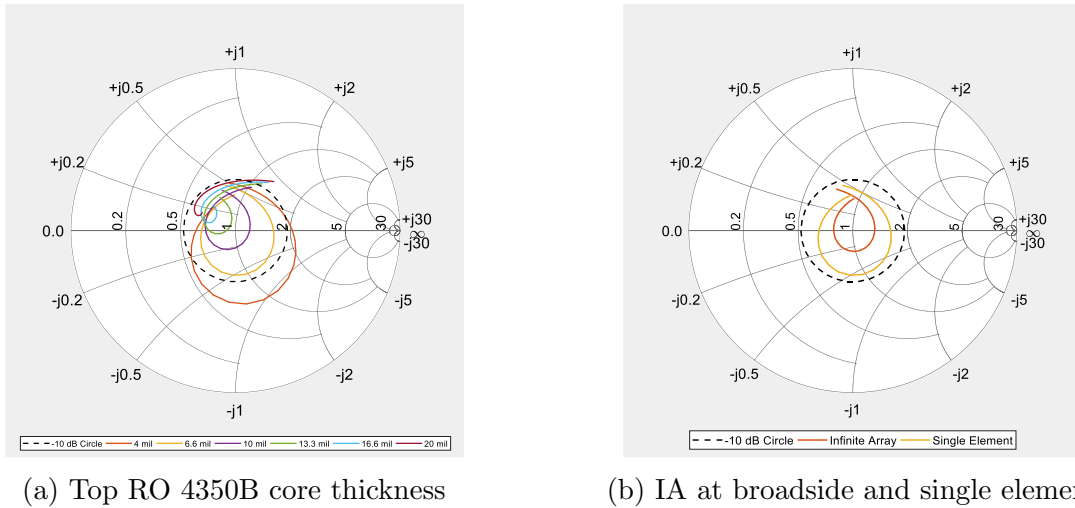 +j1
+j1
+j0.5
+j2
+j0.5
+j2
+j0.2
+j5
+j0.2
+j5
0.0
0.2
0.5
1
2
5
30
+j30
∞
-j30
0.0
0.2
0.5
1
2
5
30
+j30
∞
-j30
-j0.2
-j5
-j0.2
-j5
-j0.5
-j2
-j0.5
-j2
-j1
-j1
-10 dB Circle 4 mil 6.6 mil 10 mil 13.3 mil 16.6 mil 20 mil
-10 dB Circle Infinite Array Single Element
(a) Top RO 4350B core thickness
(b) IA at broadside and single elemen